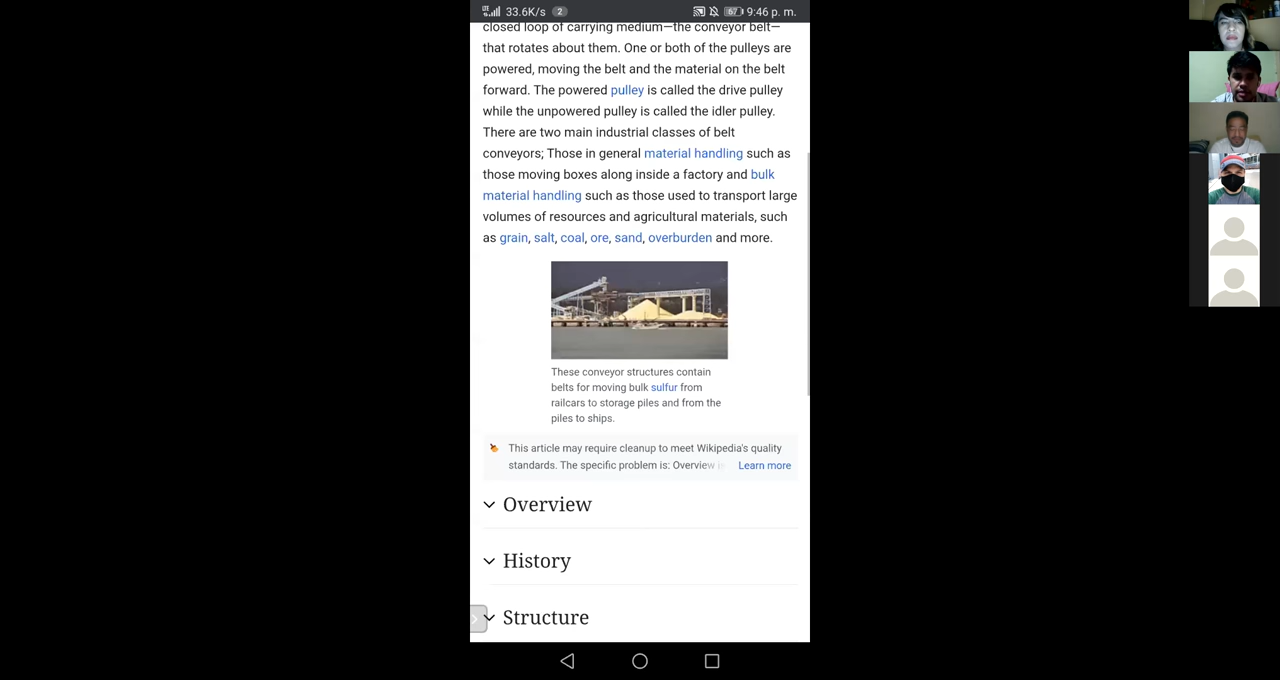 33.6K/s 2 67 9:46 p. m.
closed loop of carrying medium—the conveyor belt—
that rotates about them. One or both of the pulleys are
powered, moving the belt and the material on the belt
forward. The powered pulley is called the drive pulley
while the unpowered pulley is called the idler pulley.
There are two main industrial classes of belt
conveyors; Those in general material handling such as
those moving boxes along inside a factory and bulk
material handling such as those used to transport large
volumes of resources and agricultural materials, such
as grain, salt, coal, ore, sand, overburden and more.
These conveyor structures contain
belts for moving bulk sulfur from
railcars to storage piles and from the
piles to ships.
This article may require cleanup to meet Wikipedia's quality
standards. The specific problem is: Overview Learn more
Overview
History
Structure